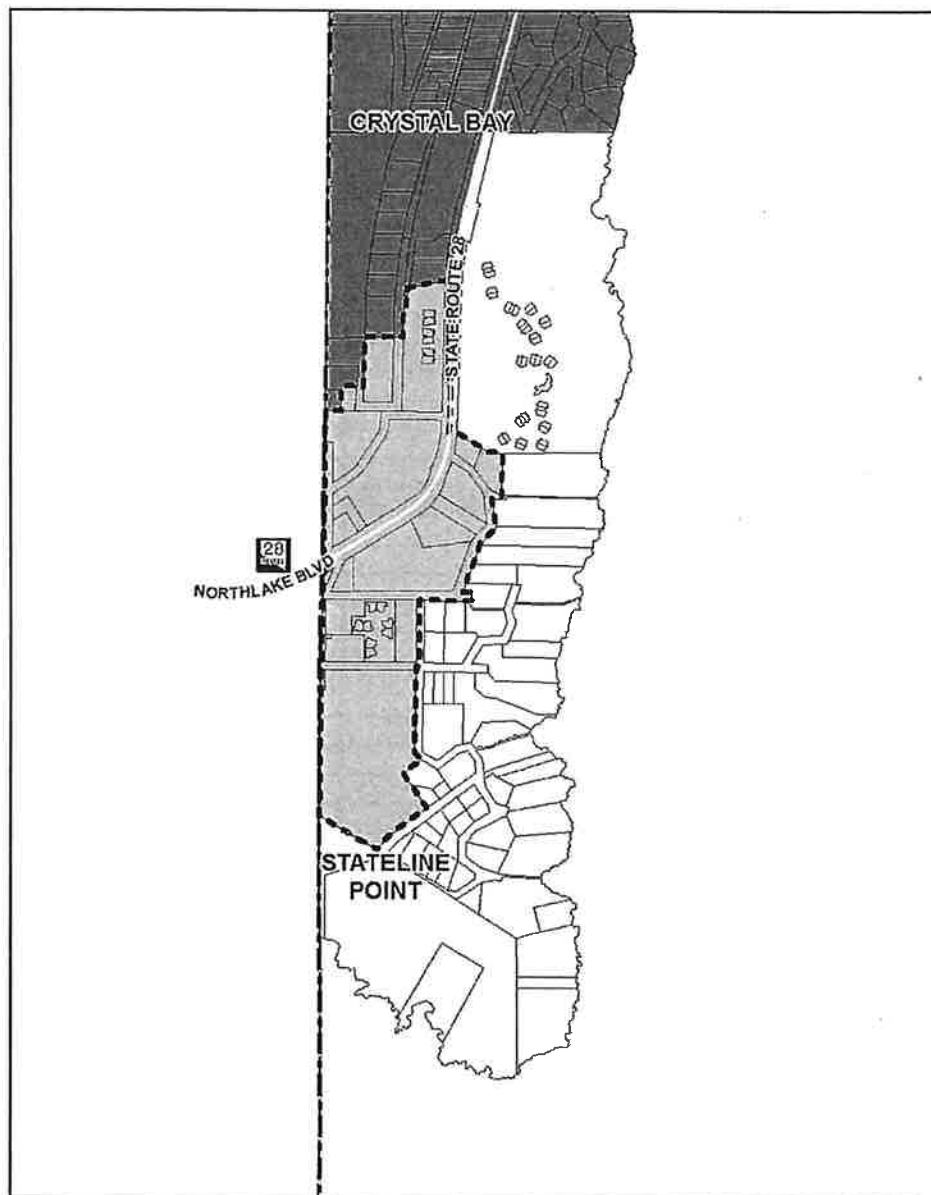 CRYSTAL BAY
STATE ROUTE 28
28
NORTHLAKE BLVD
STATELINE
POINT